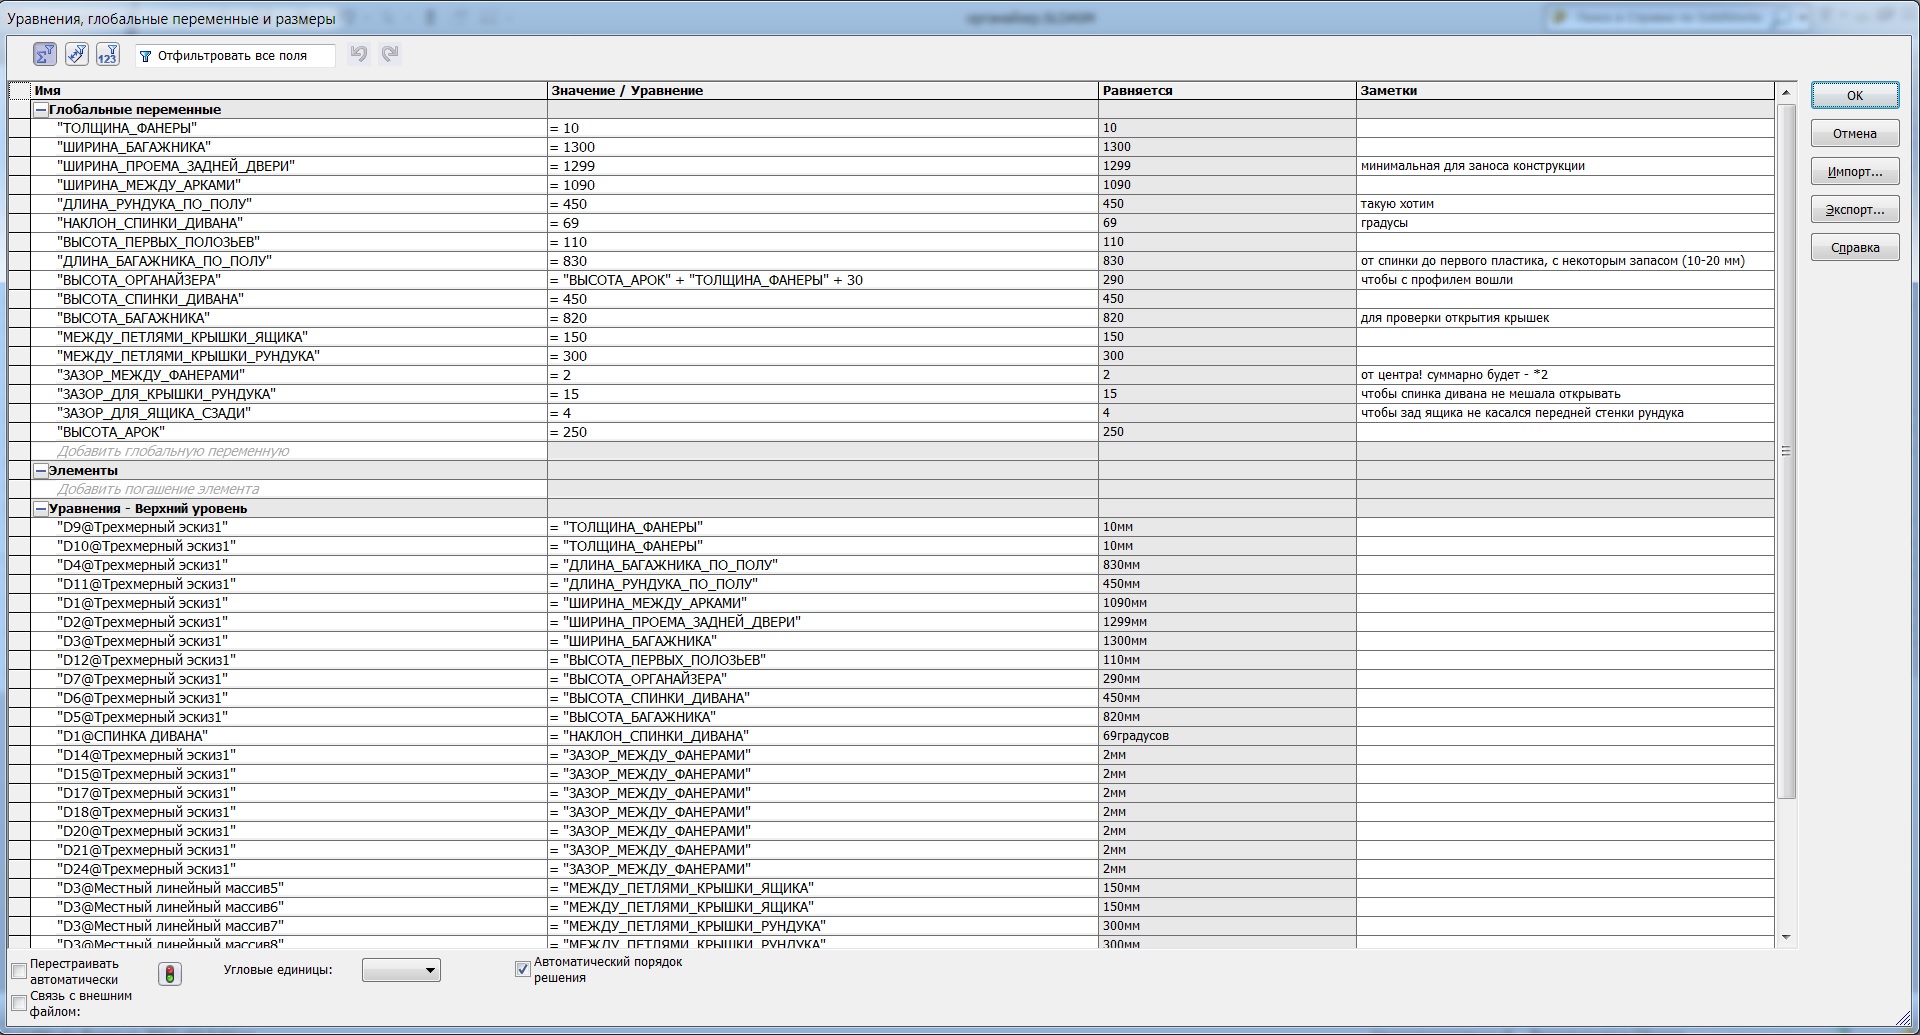 Уравнения, глобальные переменные и размеры
Отфильтровать все поля
Имя Значение / Уравнение Равняется Заметки
Глобальные переменные
"ТОЛЩИНА_ФАНЕРЫ" = 10 10
"ШИРИНА_БАГАЖНИКА" = 1300 1300
"ШИРИНА_ПРОЕМА_ЗАДНЕЙ_ДВЕРИ" = 1299 1299 минимальная для заноса конструкции
"ШИРИНА_МЕЖДУ_АРКАМИ" = 1090 1090
"ДЛИНА_РУНДУКА_ПО_ПОЛУ" = 450 450 такую хотим
"НАКЛОН_СПИНКИ_ДИВАНА" = 69 69 градусы
"ВЫСОТА_ПЕРВЫХ_ПОЛОЗЬЕВ" = 110 110
"ДЛИНА_БАГАЖНИКА_ПО_ПОЛУ" = 830 830 от спинки до первого пластика, с некоторым запасом (10-20 мм)
"ВЫСОТА_ОРГАНАЙЗЕРА" = "ВЫСОТА_АРОК" + "ТОЛЩИНА_ФАНЕРЫ" + 30 290 чтобы с профилем вошли
"ВЫСОТА_СПИНКИ_ДИВАНА" = 450 450
"ВЫСОТА_БАГАЖНИКА" = 820 820 для проверки открытия крышек
"МЕЖДУ_ПЕТЛЯМИ_КРЫШКИ_ЯЩИКА" = 150 150
"МЕЖДУ_ПЕТЛЯМИ_КРЫШКИ_РУНДУКА" = 300 300
"ЗАЗОР_МЕЖДУ_ФАНЕРАМИ" = 2 2 от центра! суммарно будет - *2
"ЗАЗОР_ДЛЯ_КРЫШКИ_РУНДУКА" = 15 15 чтобы спинка дивана не мешала открывать
"ЗАЗОР_ДЛЯ_ЯЩИКА_СЗАДИ" = 4 4 чтобы зад ящика не касался передней стенки рундука
"ВЫСОТА_АРОК" = 250 250
Добавить глобальную переменную
Элементы
Добавить погашение элемента
Уравнения - Верхний уровень
"D9@Трехмерный эскиз1" = "ТОЛЩИНА_ФАНЕРЫ" 10мм
"D10@Трехмерный эскиз1" = "ТОЛЩИНА_ФАНЕРЫ" 10мм
"D4@Трехмерный эскиз1" = "ДЛИНА_БАГАЖНИКА_ПО_ПОЛУ" 830мм
"D11@Трехмерный эскиз1" = "ДЛИНА_РУНДУКА_ПО_ПОЛУ" 450мм
"D1@Трехмерный эскиз1" = "ШИРИНА_МЕЖДУ_АРКАМИ" 1090мм
"D2@Трехмерный эскиз1" = "ШИРИНА_ПРОЕМА_ЗАДНЕЙ_ДВЕРИ" 1299мм
"D3@Трехмерный эскиз1" = "ШИРИНА_БАГАЖНИКА" 1300мм
"D12@Трехмерный эскиз1" = "ВЫСОТА_ПЕРВЫХ_ПОЛОЗЬЕВ" 110мм
"D7@Трехмерный эскиз1" = "ВЫСОТА_ОРГАНАЙЗЕРА" 290мм
"D6@Трехмерный эскиз1" = "ВЫСОТА_СПИНКИ_ДИВАНА" 450мм
"D5@Трехмерный эскиз1" = "ВЫСОТА_БАГАЖНИКА" 820мм
"D1@СПИНКА ДИВАНА" = "НАКЛОН_СПИНКИ_ДИВАНА" 69градусов
"D14@Трехмерный эскиз1" = "ЗАЗОР_МЕЖДУ_ФАНЕРАМИ" 2мм
"D15@Трехмерный эскиз1" = "ЗАЗОР_МЕЖДУ_ФАНЕРАМИ" 2мм
"D17@Трехмерный эскиз1" = "ЗАЗОР_МЕЖДУ_ФАНЕРАМИ" 2мм
"D18@Трехмерный эскиз1" = "ЗАЗОР_МЕЖДУ_ФАНЕРАМИ" 2мм
"D20@Трехмерный эскиз1" = "ЗАЗОР_МЕЖДУ_ФАНЕРАМИ" 2мм
"D21@Трехмерный эскиз1" = "ЗАЗОР_МЕЖДУ_ФАНЕРАМИ" 2мм
"D24@Трехмерный эскиз1" = "ЗАЗОР_МЕЖДУ_ФАНЕРАМИ" 2мм
"D3@Местный линейный массив5" = "МЕЖДУ_ПЕТЛЯМИ_КРЫШКИ_ЯЩИКА" 150мм
"D3@Местный линейный массив6" = "МЕЖДУ_ПЕТЛЯМИ_КРЫШКИ_ЯЩИКА" 150мм
"D3@Местный линейный массив7" = "МЕЖДУ_ПЕТЛЯМИ_КРЫШКИ_РУНДУКА" 300мм
"D3@Местный линейный массив8" = "МЕЖДУ_ПЕТЛЯМИ_КРЫШКИ_РУНДУКА" 300мм
OK
Отмена
Импорт...
Экспорт...
Справка
Перестраивать автоматически
Угловые единицы:
Автоматический порядок решения
Связь с внешним файлом: